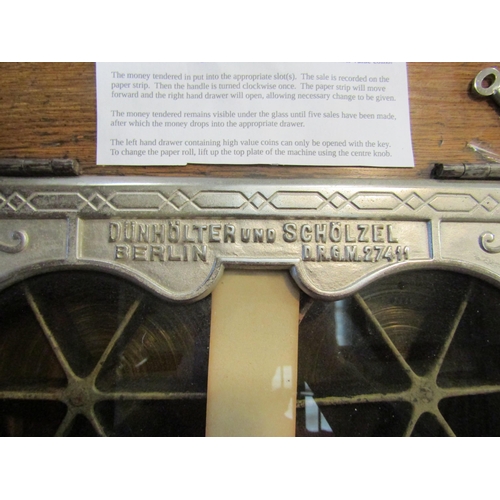 The money tendered is put into the appropriate slot(s). The sale is recorded on the
paper strip. Then the handle is turned clockwise once. The paper strip will move
forward and the right hand drawer will open, allowing necessary change to be given.
The money tendered remains visible under the glass until five sales have been made,
after which the money drops into the appropriate drawer.
The left hand drawer containing high value coins can only be opened with the key.
To change the paper roll, lift up the top plate of the machine using the centre knob.
DÜNHÖLTER UND SCHÖLZEL
BERLIN D.R.G.M.27411